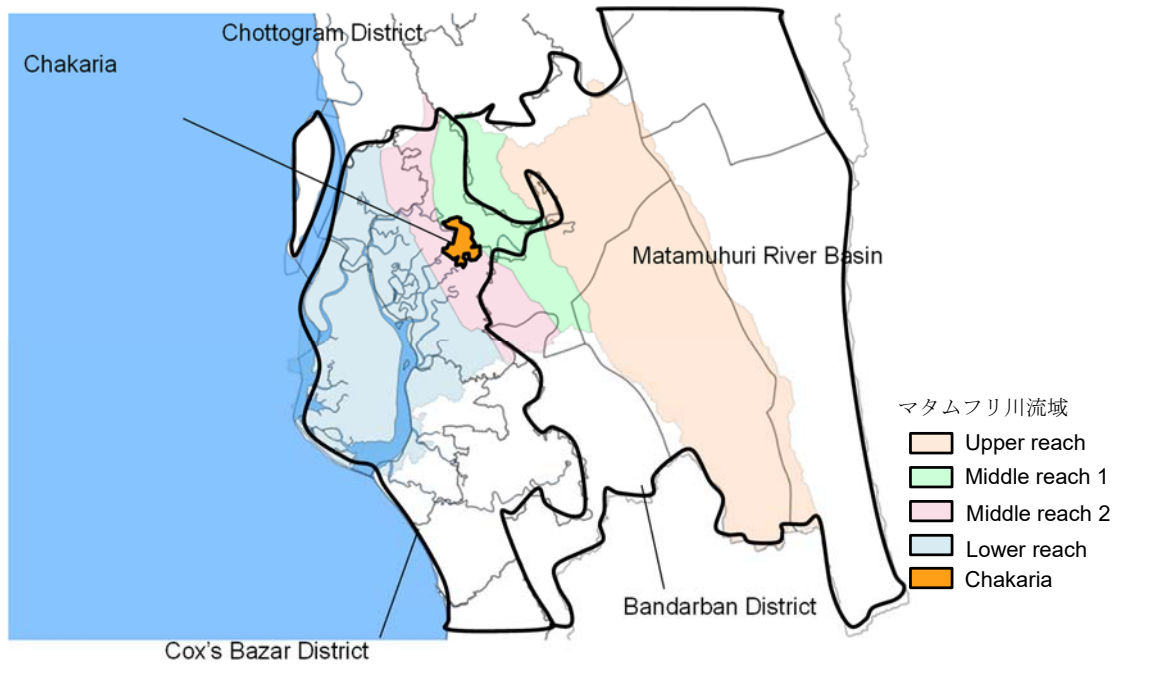 Chottogram District
Chakaria
Matamuhuri River Basin
マタムフリ川流域
Upper reach
Middle reach 1
Middle reach 2
Lower reach
Chakaria
Bandarban District
Cox's Bazar District